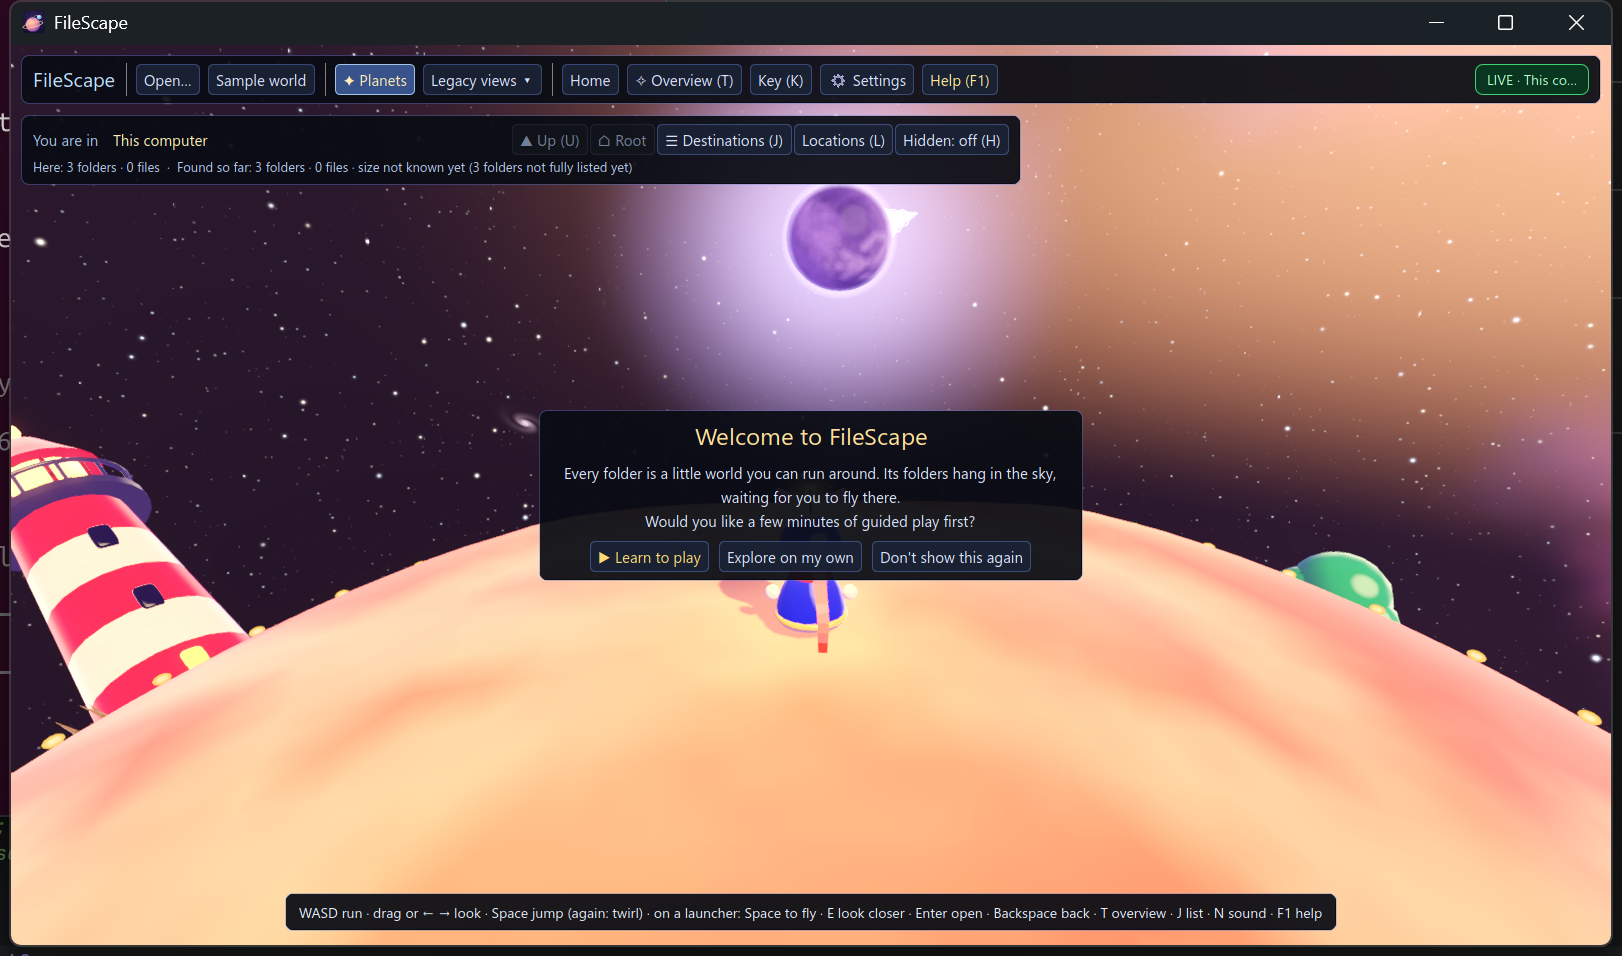 FileScape
FileScape Open... Sample world ✦ Planets Legacy views ▾ Home ✧ Overview (T) Key (K) Settings Help (F1) LIVE · This co...
You are in This computer ▲ Up (U) Root ☰ Destinations (J) Locations (L) Hidden: off (H)
Here: 3 folders · 0 files · Found so far: 3 folders · 0 files · size not known yet (3 folders not fully listed yet)
Welcome to FileScape
Every folder is a little world you can run around. Its folders hang in the sky,
waiting for you to fly there.
Would you like a few minutes of guided play first?
▶ Learn to play Explore on my own Don't show this again
WASD run · drag or ← → look · Space jump (again: twirl) · on a launcher: Space to fly · E look closer · Enter open · Backspace back · T overview · J list · N sound · F1 help